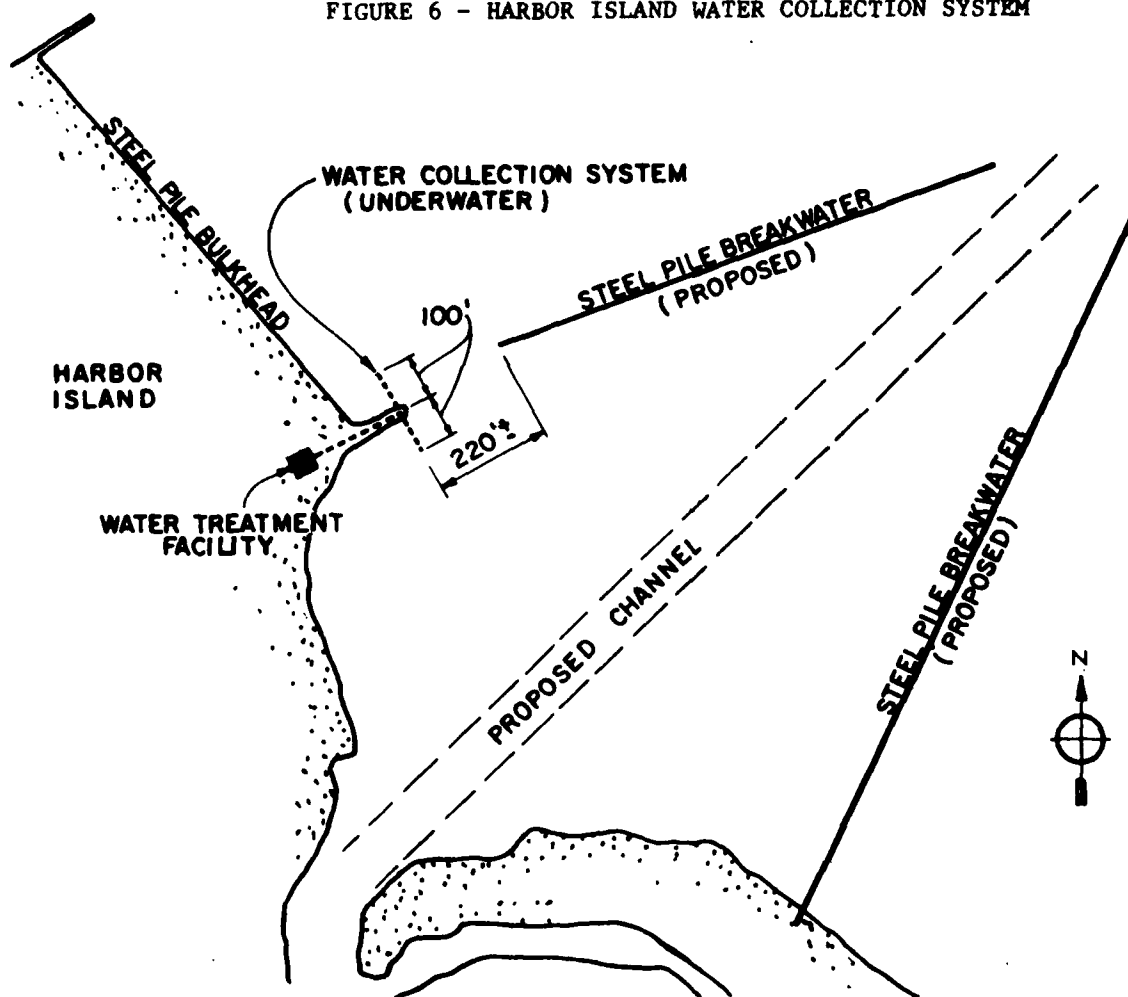 FIGURE 6 - HARBOR ISLAND WATER COLLECTION SYSTEM
STEEL PILE BULKHEAD
WATER COLLECTION SYSTEM
(UNDERWATER)
STEEL PILE BREAKWATER
(PROPOSED)
100'
HARBOR
ISLAND
220'±
WATER TREATMENT
FACILITY
PROPOSED CHANNEL
STEEL PILE BREAKWATER
(PROPOSED)
N